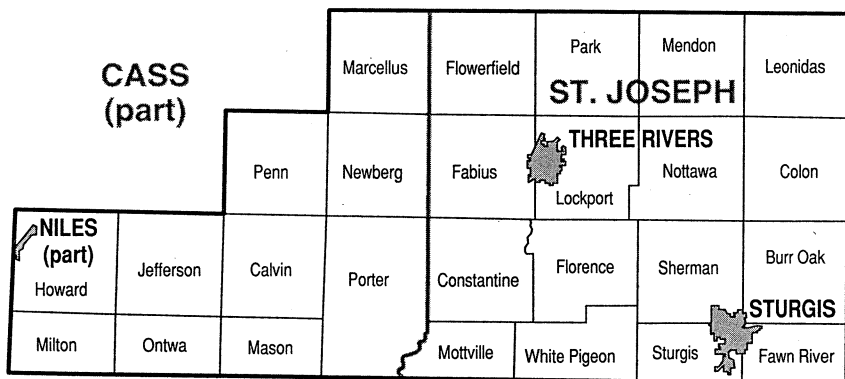 CASS
(part)
Marcellus
Flowerfield
Park
Mendon
Leonidas
ST. JOSEPH
THREE RIVERS
Penn
Newberg
Fabius
Lockport
Nottawa
Colon
NILES
(part)
Howard
Jefferson
Calvin
Porter
Constantine
Florence
Sherman
Burr Oak
STURGIS
Milton
Ontwa
Mason
Mottville
White Pigeon
Sturgis
Fawn River